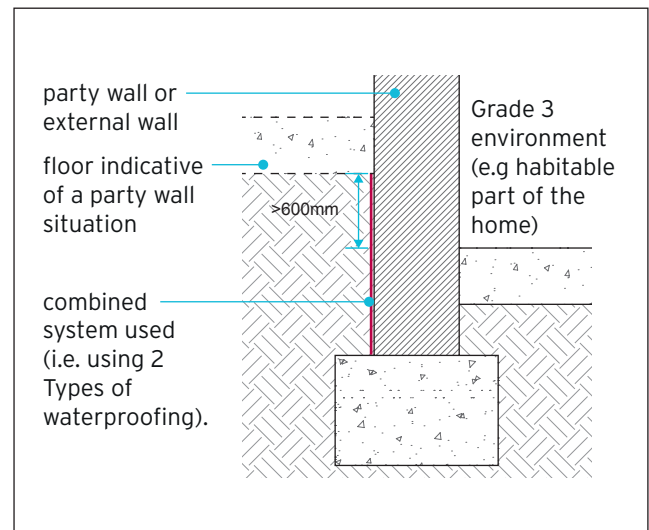 party wall or
external wall
floor indicative
of a party wall
situation
>600mm
combined
system used
(i.e. using 2
Types of
waterproofing).
Grade 3
environment
(e.g habitable
part of the
home)